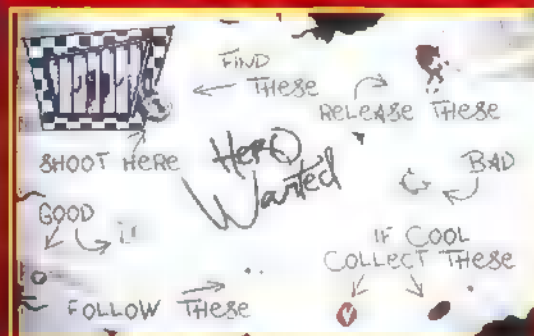 FIND
THESE
RELEASE THESE
SHOOT HERE
HERO
WANTED
BAD
GOOD
IF COOL
COLLECT THESE
FOLLOW THESE